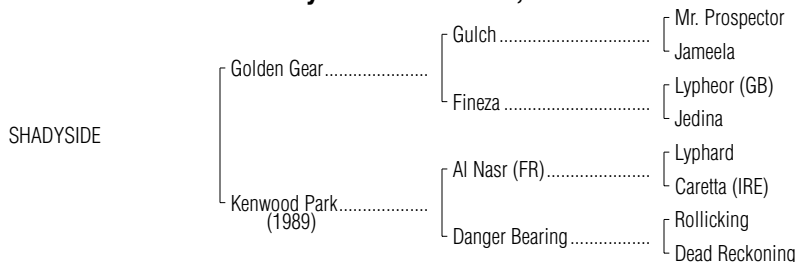 Gulch
Mr. Prospector
Jameela
Golden Gear
Fineza
Lypheor (GB)
Jedina
SHADYSIDE
Al Nasr (FR)
Lyphard
Caretta (IRE)
Kenwood Park
(1989)
Danger Bearing
Rollicking
Dead Reckoning